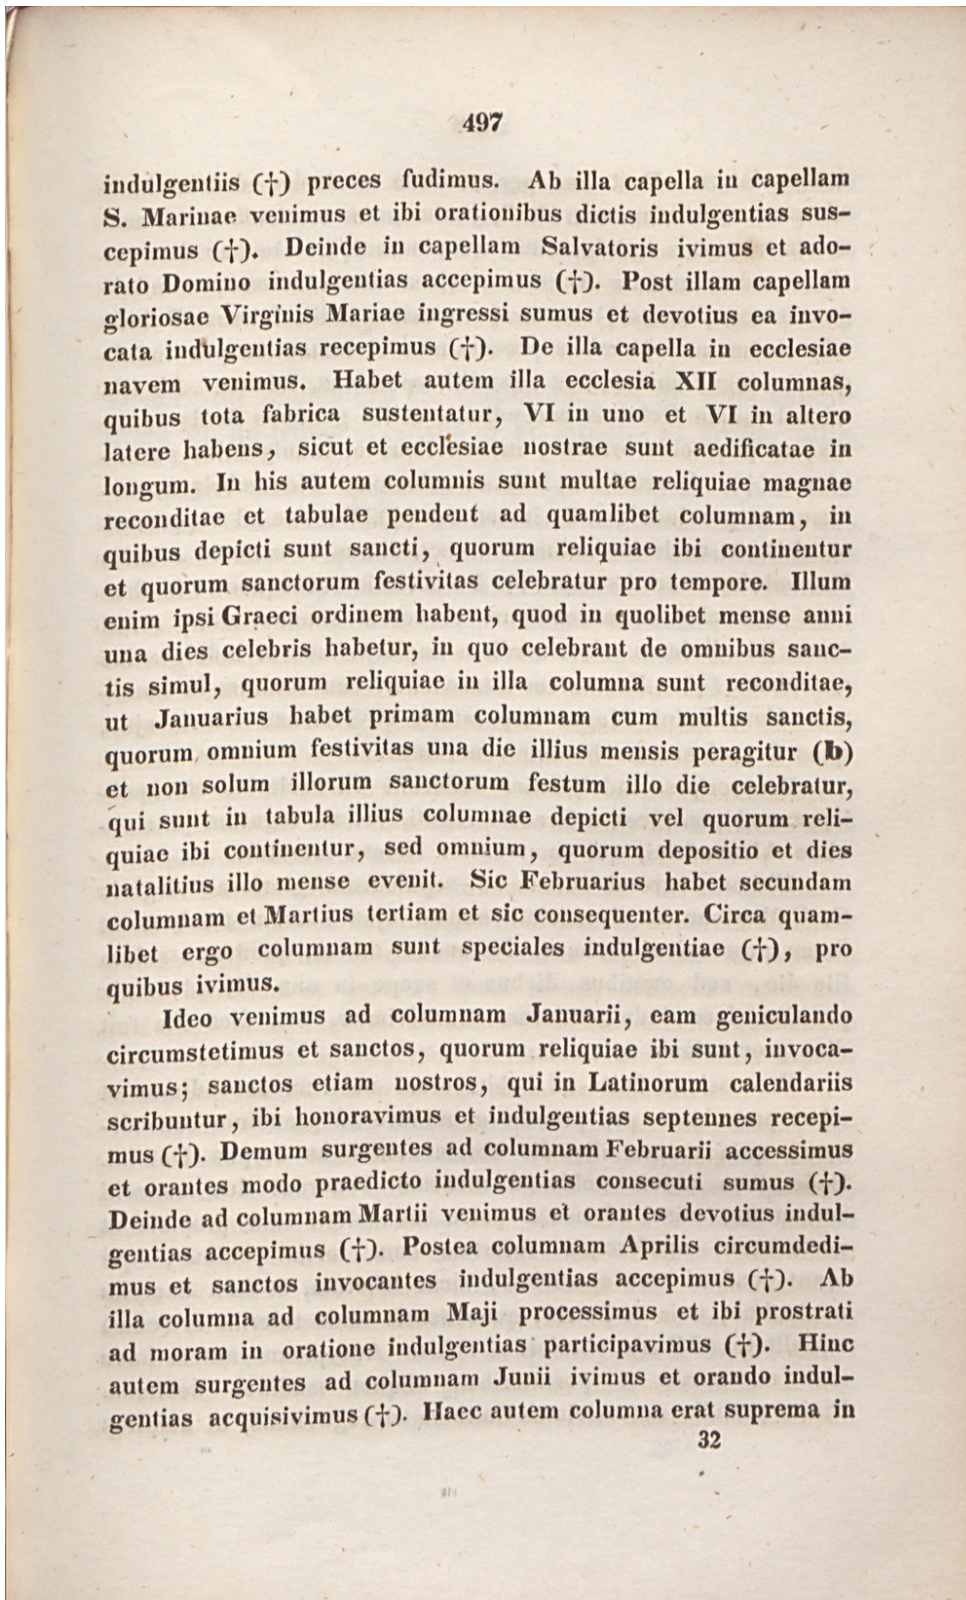 497
indulgentiis (†) preces fudimus. Ab illa capella in capellam
S. Marinae venimus et ibi orationibus dictis indulgentias sus-
cepimus (†). Deinde in capellam Salvatoris ivimus et ado-
rato Domino indulgentias accepimus (†). Post illam capellam
gloriosae Virginis Mariae ingressi sumus et devotius ea invo-
cata indulgentias recepimus (†). De illa capella in ecclesiae
navem venimus. Habet autem illa ecclesia XII columnas,
quibus tota fabrica sustentatur, VI in uno et VI in altero
latere habens, sicut et ecclesiae nostrae sunt aedificatae in
longum. In his autem columnis sunt multae reliquiae magnae
reconditae et tabulae pendent ad quamlibet columnam, in
quibus depicti sunt sancti, quorum reliquiae ibi continentur
et quorum sanctorum festivitas celebratur pro tempore. Illum
enim ipsi Graeci ordinem habent, quod in quolibet mense anni
una dies celebris habetur, in quo celebrant de omnibus sanc-
tis simul, quorum reliquiae in illa columna sunt reconditae,
ut Januarius habet primam columnam cum multis sanctis,
quorum omnium festivitas una die illius mensis peragitur (b)
et non solum illorum sanctorum festum illo die celebratur,
qui sunt in tabula illius columnae depicti vel quorum reli-
quiae ibi continentur, sed omnium, quorum depositio et dies
natalitius illo mense evenit. Sic Februarius habet secundam
columnam et Martius tertiam et sic consequenter. Circa quam-
libet ergo columnam sunt speciales indulgentiae (†), pro
quibus ivimus.
Ideo venimus ad columnam Januarii, eam geniculando
circumstetimus et sanctos, quorum reliquiae ibi sunt, invoca-
vimus; sanctos etiam nostros, qui in Latinorum calendariis
scribuntur, ibi honoravimus et indulgentias septennes recepi-
mus (†). Demum surgentes ad columnam Februarii accessimus
et orantes modo praedicto indulgentias consecuti sumus (†).
Deinde ad columnam Martii venimus et orantes devotius indul-
gentias accepimus (†). Postea columnam Aprilis circumdedi-
mus et sanctos invocantes indulgentias accepimus (†). Ab
illa columna ad columnam Maji processimus et ibi prostrati
ad moram in oratione indulgentias participavimus (†). Hinc
autem surgentes ad columnam Junii ivimus et orando indul-
gentias acquisivimus (†). Haec autem columna erat suprema in
32